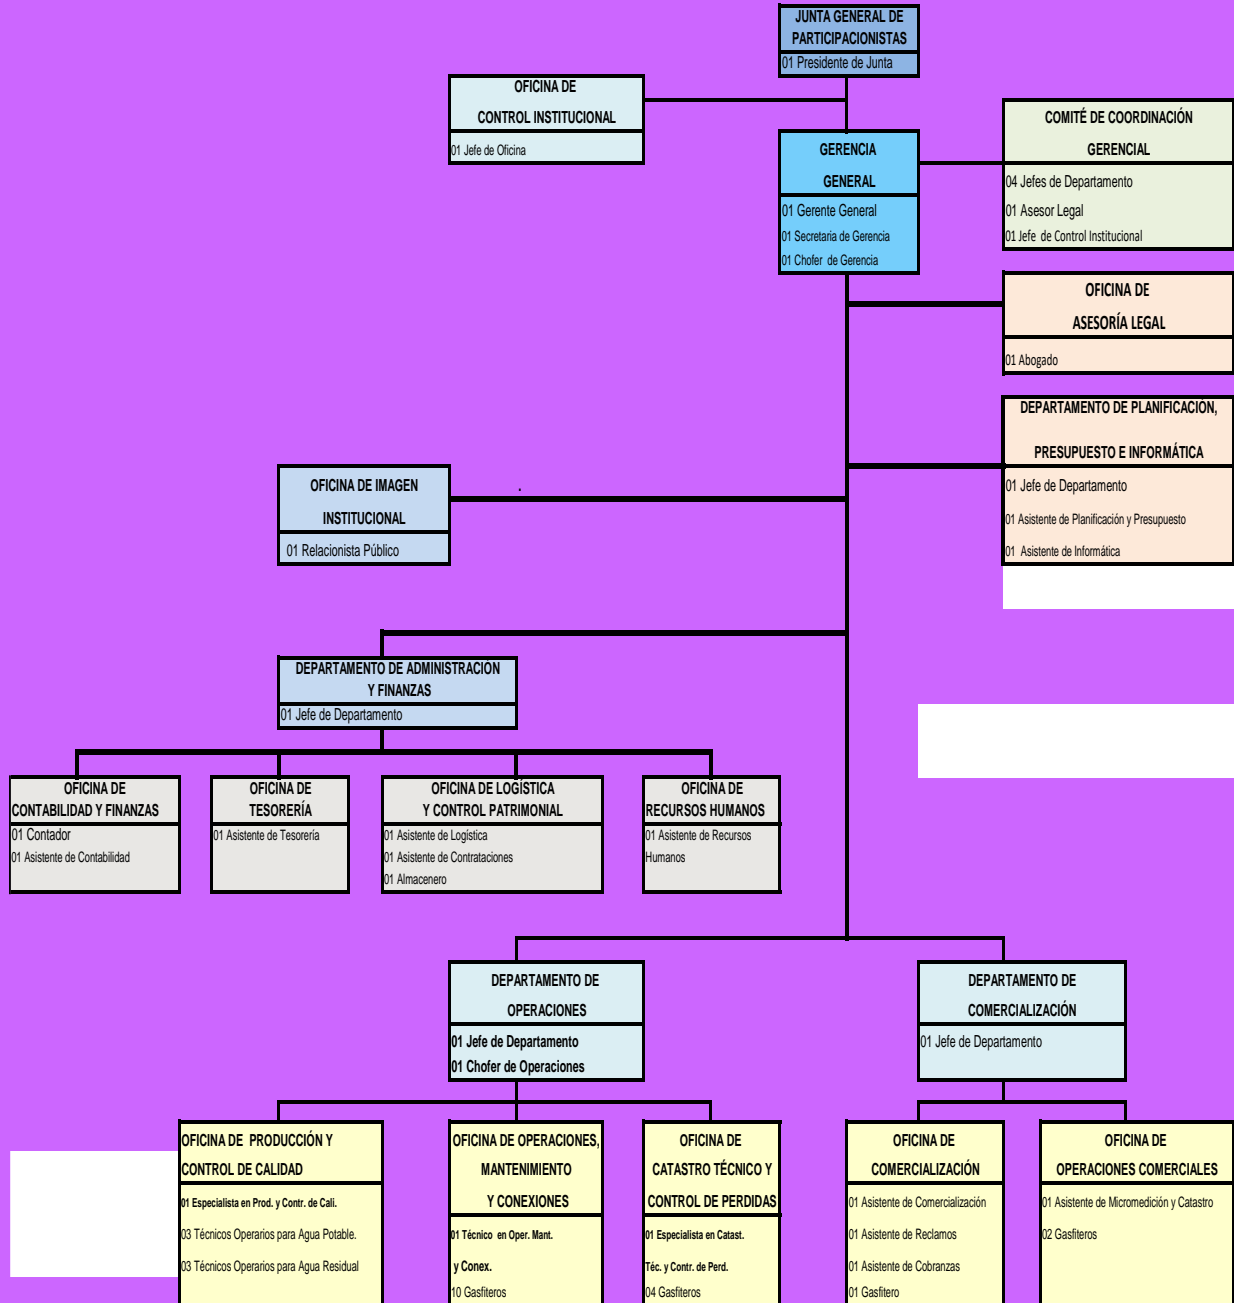 JUNTA GENERAL DE
PARTICIPACIONISTAS
01 Presidente de Junta
OFICINA DE
CONTROL INSTITUCIONAL
01 Jefe de Oficina
GERENCIA
GENERAL
01 Gerente General
01 Secretaria de Gerencia
01 Chofer de Gerencia
COMITÉ DE COORDINACIÓN
GERENCIAL
04 Jefes de Departamento
01 Asesor Legal
01 Jefe de Control Institucional
OFICINA DE
ASESORÍA LEGAL
01 Abogado
DEPARTAMENTO DE PLANIFICACIÓN,
PRESUPUESTO E INFORMÁTICA
01 Jefe de Departamento
01 Asistente de Planificación y Presupuesto
01 Asistente de Informática
OFICINA DE IMAGEN
INSTITUCIONAL
01 Relacionista Público
.
DEPARTAMENTO DE ADMINISTRACIÓN
Y FINANZAS
01 Jefe de Departamento
OFICINA DE
CONTABILIDAD Y FINANZAS
01 Contador
01 Asistente de Contabilidad
OFICINA DE
TESORERÍA
01 Asistente de Tesorería
OFICINA DE LOGÍSTICA
Y CONTROL PATRIMONIAL
01 Asistente de Logística
01 Asistente de Contrataciones
01 Almacenero
OFICINA DE
RECURSOS HUMANOS
01 Asistente de Recursos
Humanos
DEPARTAMENTO DE
OPERACIONES
01 Jefe de Departamento
01 Chofer de Operaciones
DEPARTAMENTO DE
COMERCIALIZACIÓN
01 Jefe de Departamento
OFICINA DE PRODUCCIÓN Y
CONTROL DE CALIDAD
01 Especialista en Prod. y Contr. de Cali.
03 Técnicos Operarios para Agua Potable.
03 Técnicos Operarios para Agua Residual
OFICINA DE OPERACIONES,
MANTENIMIENTO
Y CONEXIONES
01 Técnico en Oper. Mant.
y Conex.
10 Gasfiteros
OFICINA DE
CATASTRO TÉCNICO Y
CONTROL DE PERDIDAS
01 Especialista en Catast.
Téc. y Contr. de Perd.
04 Gasfiteros
OFICINA DE
COMERCIALIZACIÓN
01 Asistente de Comercialización
01 Asistente de Reclamos
01 Asistente de Cobranzas
01 Gasfitero
OFICINA DE
OPERACIONES COMERCIALES
01 Asistente de Micromedición y Catastro
02 Gasfiteros